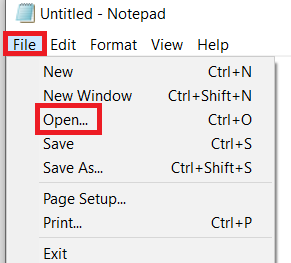 Untitled - Notepad
File Edit Format View Help
New Ctrl+N
New Window Ctrl+Shift+N
Open... Ctrl+O
Save Ctrl+S
Save As... Ctrl+Shift+S
Page Setup...
Print... Ctrl+P
Exit